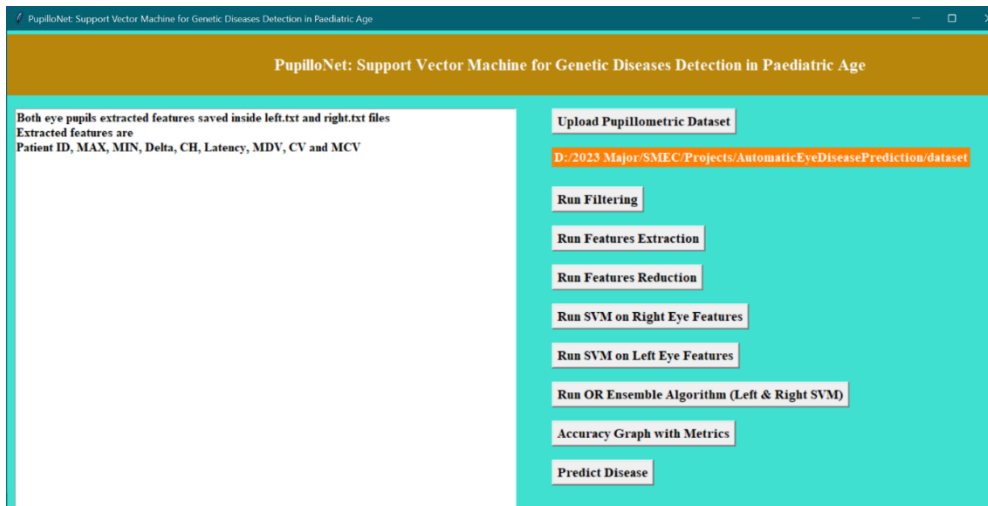 PupilloNet: Support Vector Machine for Genetic Diseases Detection in Paediatric Age
PupilloNet: Support Vector Machine for Genetic Diseases Detection in Paediatric Age
Both eye pupils extracted features saved inside left.txt and right.txt files
Extracted features are
Patient ID, MAX, MIN, Delta, CH, Latency, MDV, CV and MCV
Upload Pupillometric Dataset
D:/2023 Major/SMEC/Projects/AutomaticEyeDiseasePrediction/dataset
Run Filtering
Run Features Extraction
Run Features Reduction
Run SVM on Right Eye Features
Run SVM on Left Eye Features
Run OR Ensemble Algorithm (Left & Right SVM)
Accuracy Graph with Metrics
Predict Disease